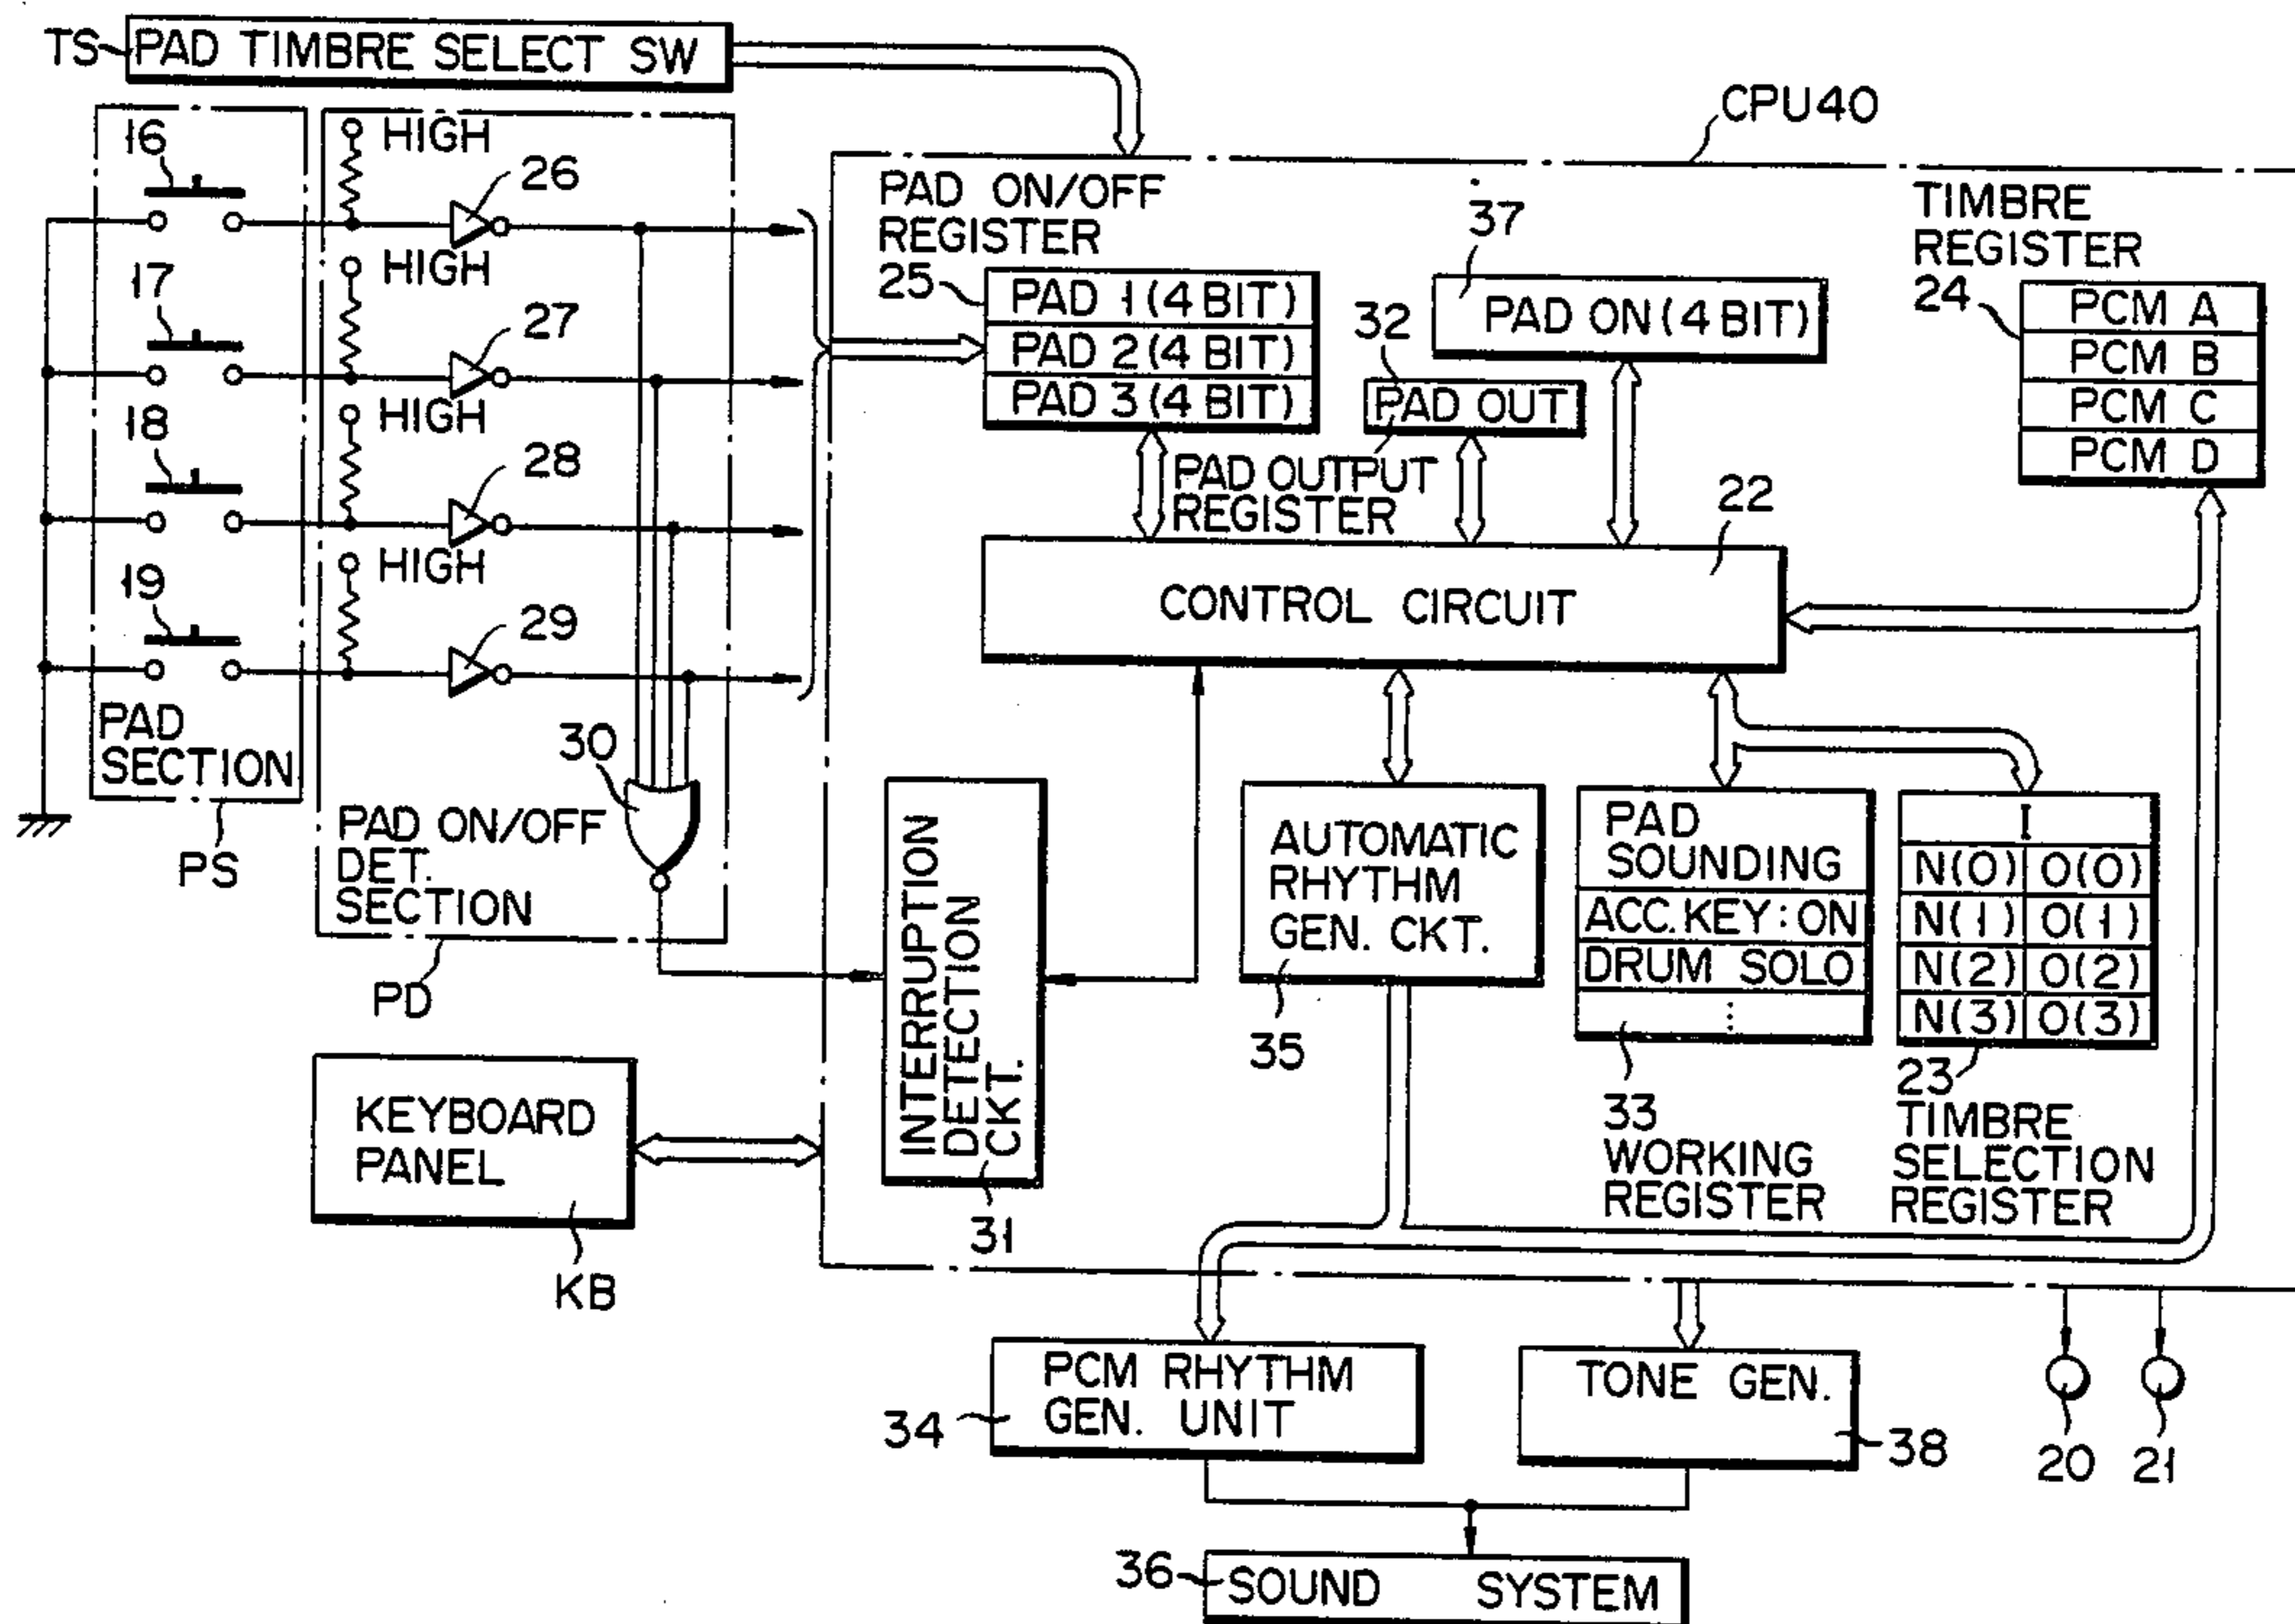 TS PAD TIMBRE SELECT SW
CPU40
16
HIGH
26
PAD ON/OFF
REGISTER
25
PAD 1 (4 BIT)
PAD 2 (4 BIT)
PAD 3 (4 BIT)
37
PAD ON (4 BIT)
32
PAD OUT
PAD OUTPUT
REGISTER
TIMBRE
REGISTER
24
PCM A
PCM B
PCM C
PCM D
17
HIGH
27
18
HIGH
28
19
HIGH
29
22
CONTROL CIRCUIT
PAD
SECTION
PS
30
PAD ON/OFF
DET.
SECTION
PD
INTERRUPTION
DETECTION
CKT.
31
AUTOMATIC
RHYTHM
GEN. CKT.
35
PAD
SOUNDING
ACC.KEY:ON
DRUM SOLO
⋮
33
WORKING
REGISTER
I
N(0) O(0)
N(1) O(1)
N(2) O(2)
N(3) O(3)
23
TIMBRE
SELECTION
REGISTER
KEYBOARD
PANEL
KB
PCM RHYTHM
GEN. UNIT
34
TONE GEN.
38
20
21
36
SOUND SYSTEM